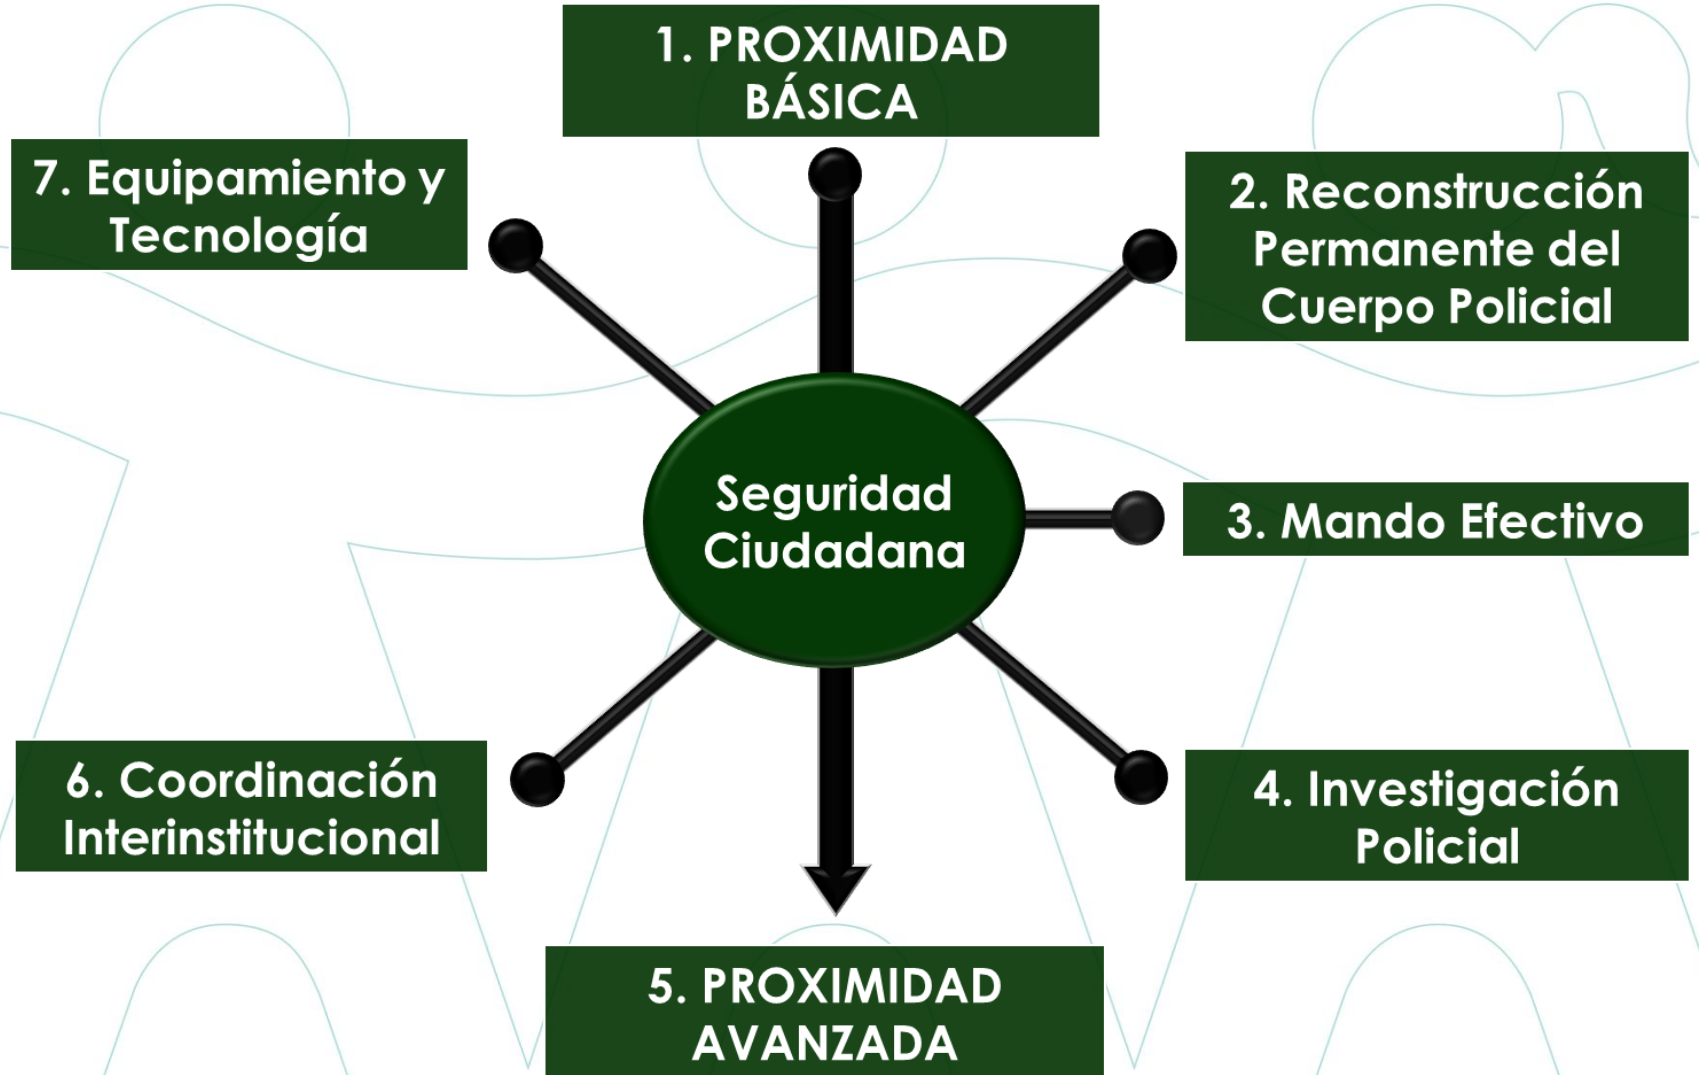 1. PROXIMIDAD
BÁSICA
2. Reconstrucción
Permanente del
Cuerpo Policial
3. Mando Efectivo
4. Investigación
Policial
5. PROXIMIDAD
AVANZADA
6. Coordinación
Interinstitucional
7. Equipamiento y
Tecnología
Seguridad
Ciudadana